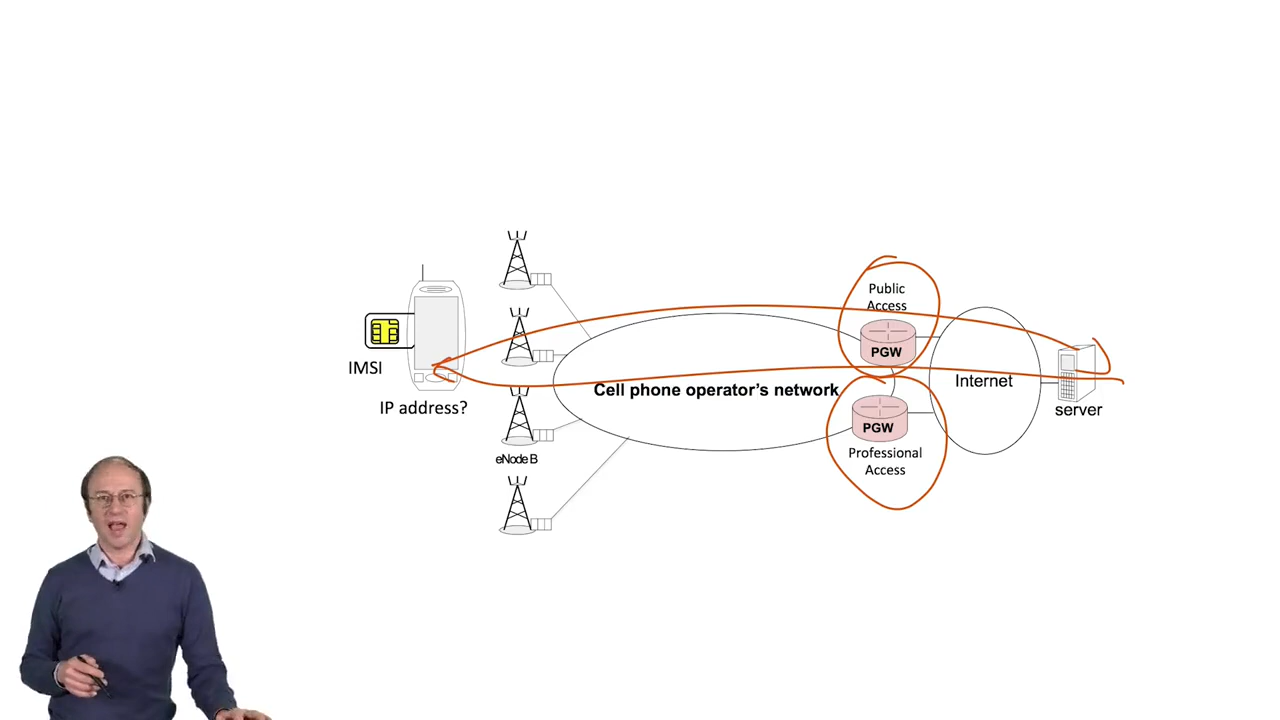 IMSI
IP address?
eNode B
Cell phone operator's network
Public
Access
PGW
PGW
Professional
Access
Internet
server